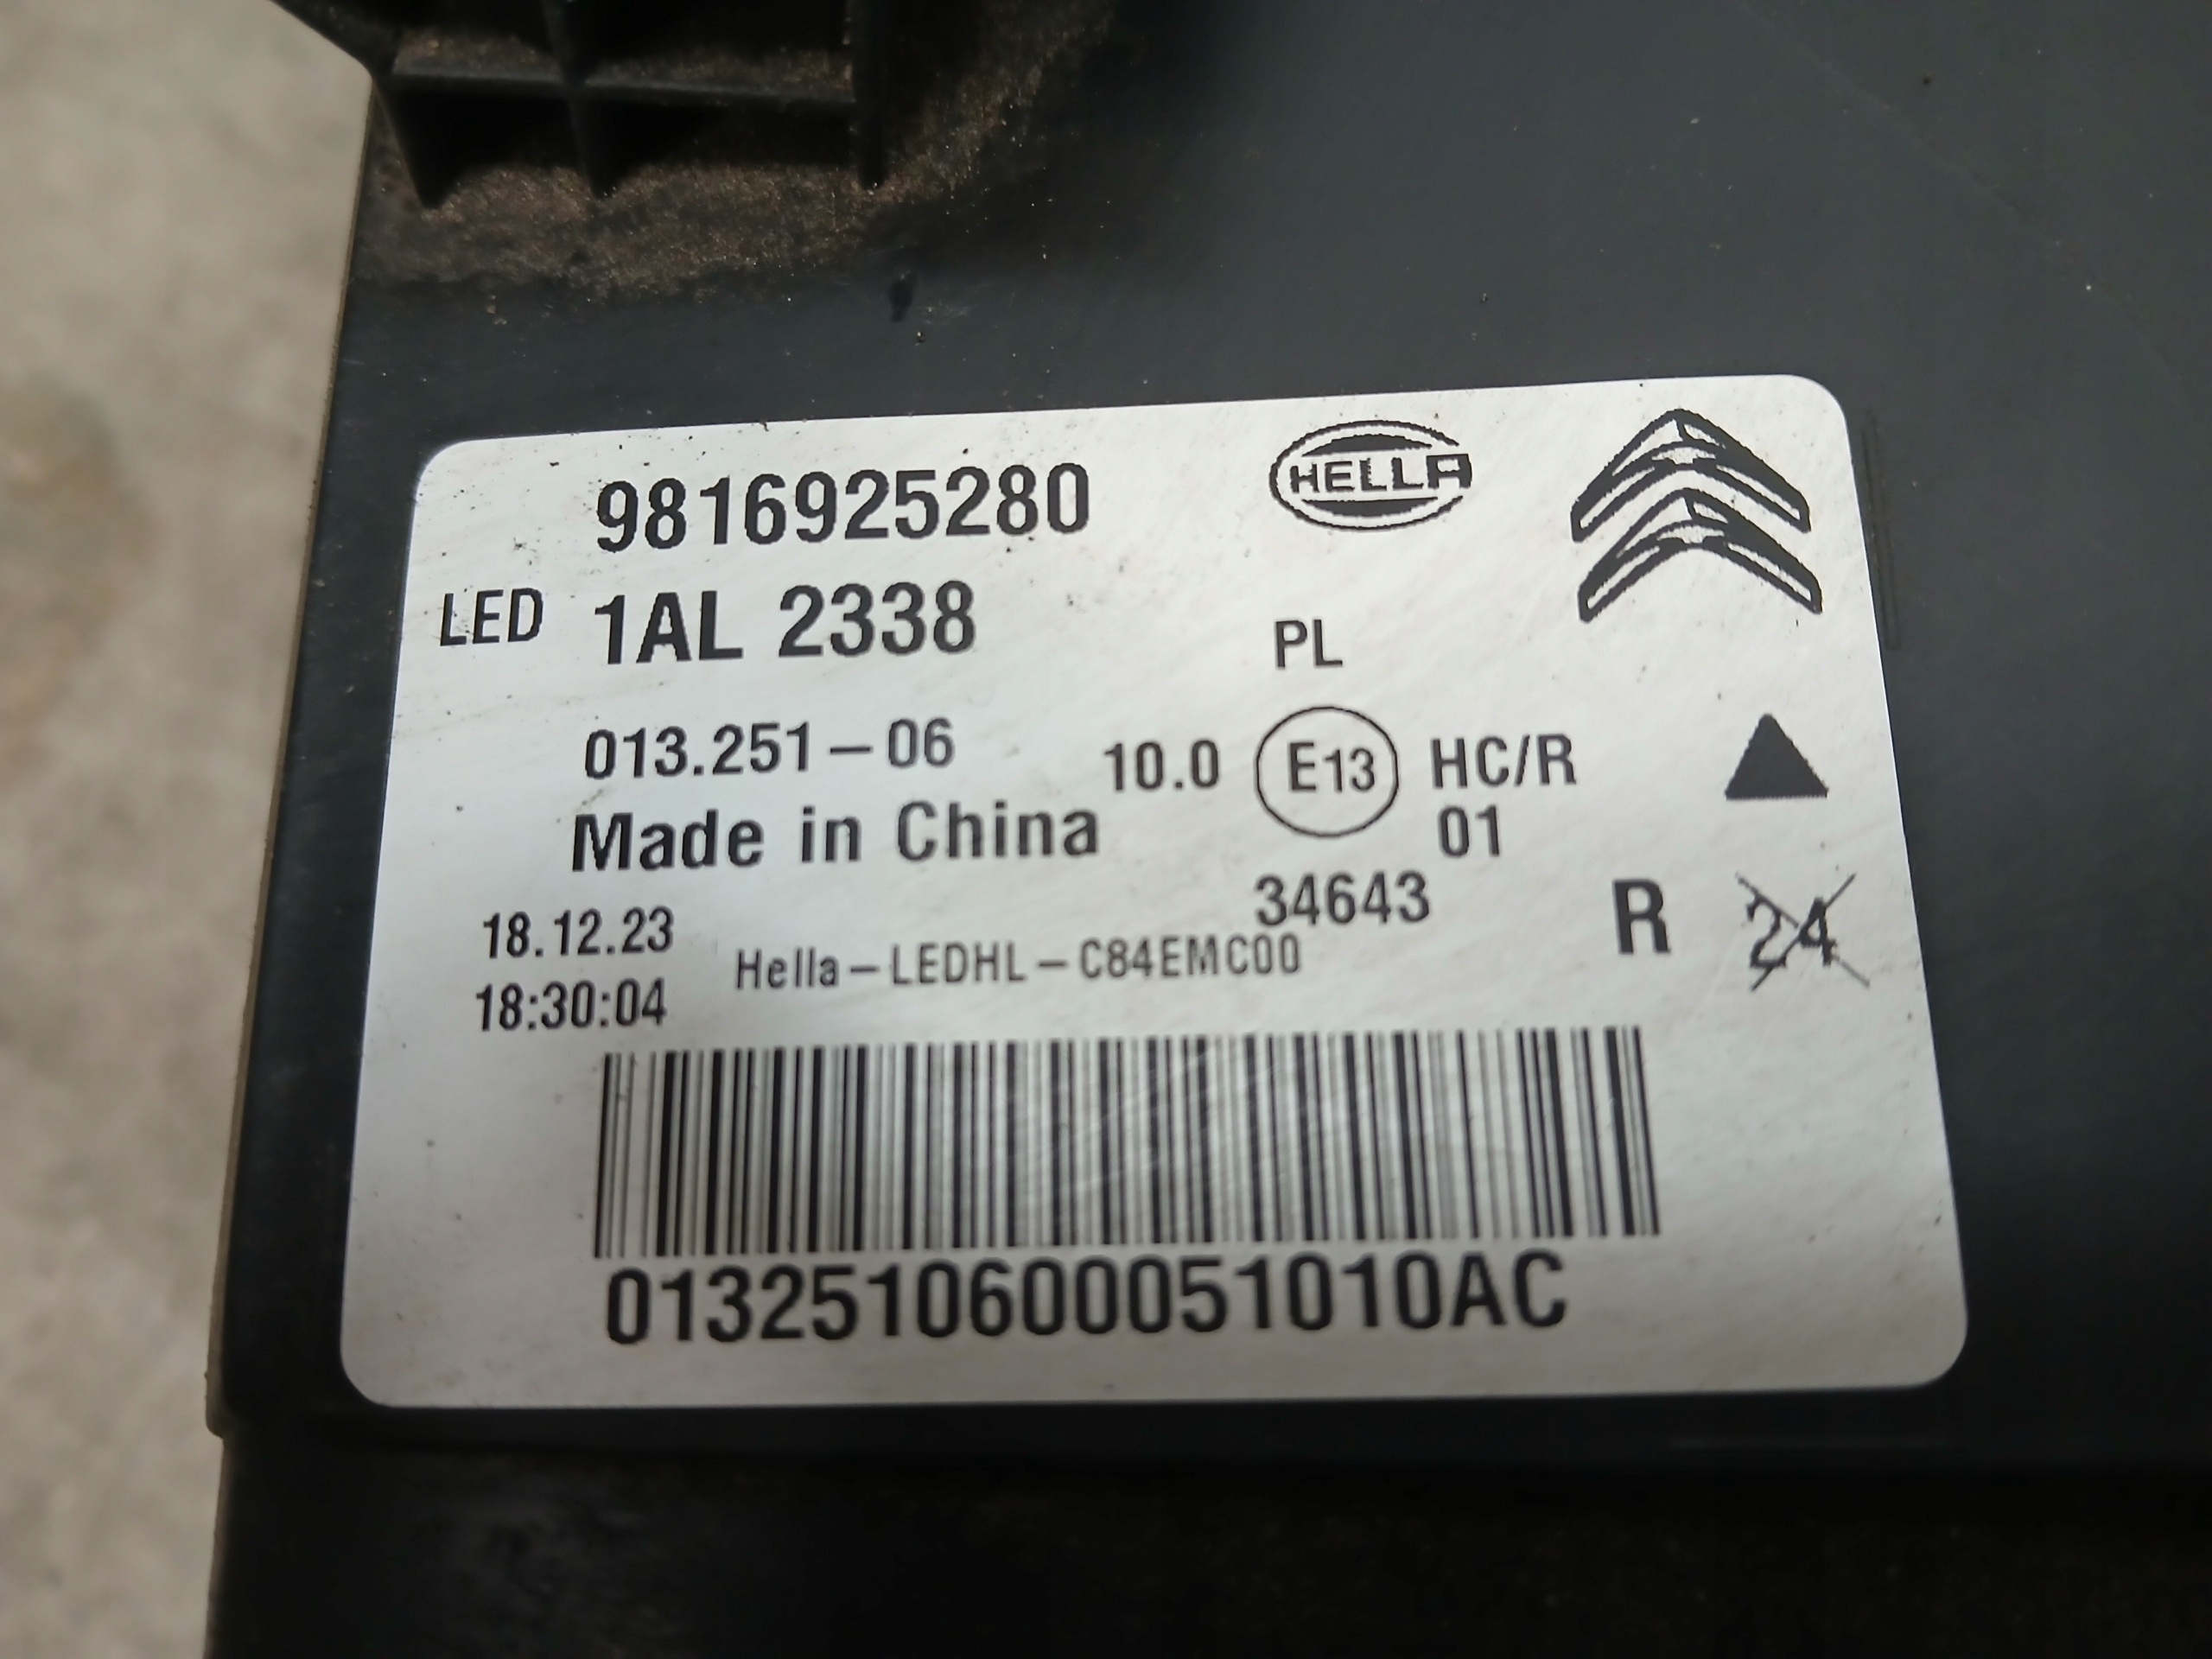 9816925280
HELLA
LED 1AL 2338
PL
013.251-06
10.0 E13 HC/R
01
Made in China
34643
R 24
18.12.23
Hella-LEDHL-C84EMC00
18:30:04
0132510600051010AC